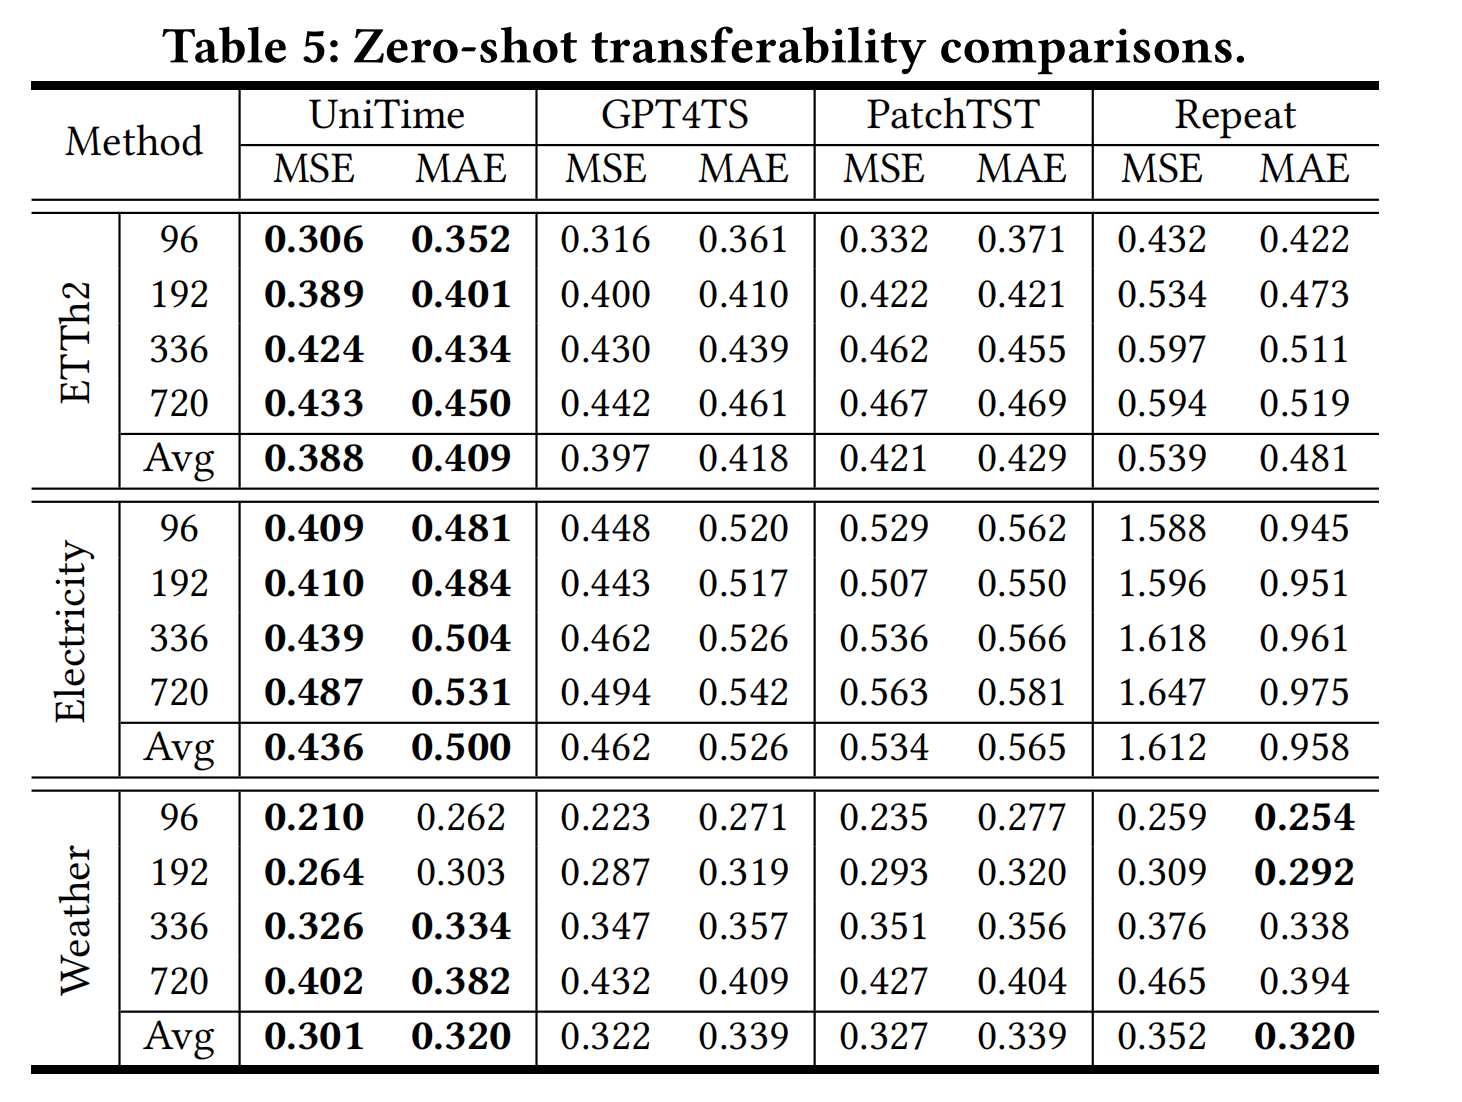 Table 5: Zero-shot transferability comparisons.
Method UniTime GPT4TS PatchTST Repeat
MSE MAE MSE MAE MSE MAE MSE MAE
ETTh2
96 0.306 0.352 0.316 0.361 0.332 0.371 0.432 0.422
192 0.389 0.401 0.400 0.410 0.422 0.421 0.534 0.473
336 0.424 0.434 0.430 0.439 0.462 0.455 0.597 0.511
720 0.433 0.450 0.442 0.461 0.467 0.469 0.594 0.519
Avg 0.388 0.409 0.397 0.418 0.421 0.429 0.539 0.481
Electricity
96 0.409 0.481 0.448 0.520 0.529 0.562 1.588 0.945
192 0.410 0.484 0.443 0.517 0.507 0.550 1.596 0.951
336 0.439 0.504 0.462 0.526 0.536 0.566 1.618 0.961
720 0.487 0.531 0.494 0.542 0.563 0.581 1.647 0.975
Avg 0.436 0.500 0.462 0.526 0.534 0.565 1.612 0.958
Weather
96 0.210 0.262 0.223 0.271 0.235 0.277 0.259 0.254
192 0.264 0.303 0.287 0.319 0.293 0.320 0.309 0.292
336 0.326 0.334 0.347 0.357 0.351 0.356 0.376 0.338
720 0.402 0.382 0.432 0.409 0.427 0.404 0.465 0.394
Avg 0.301 0.320 0.322 0.339 0.327 0.339 0.352 0.320